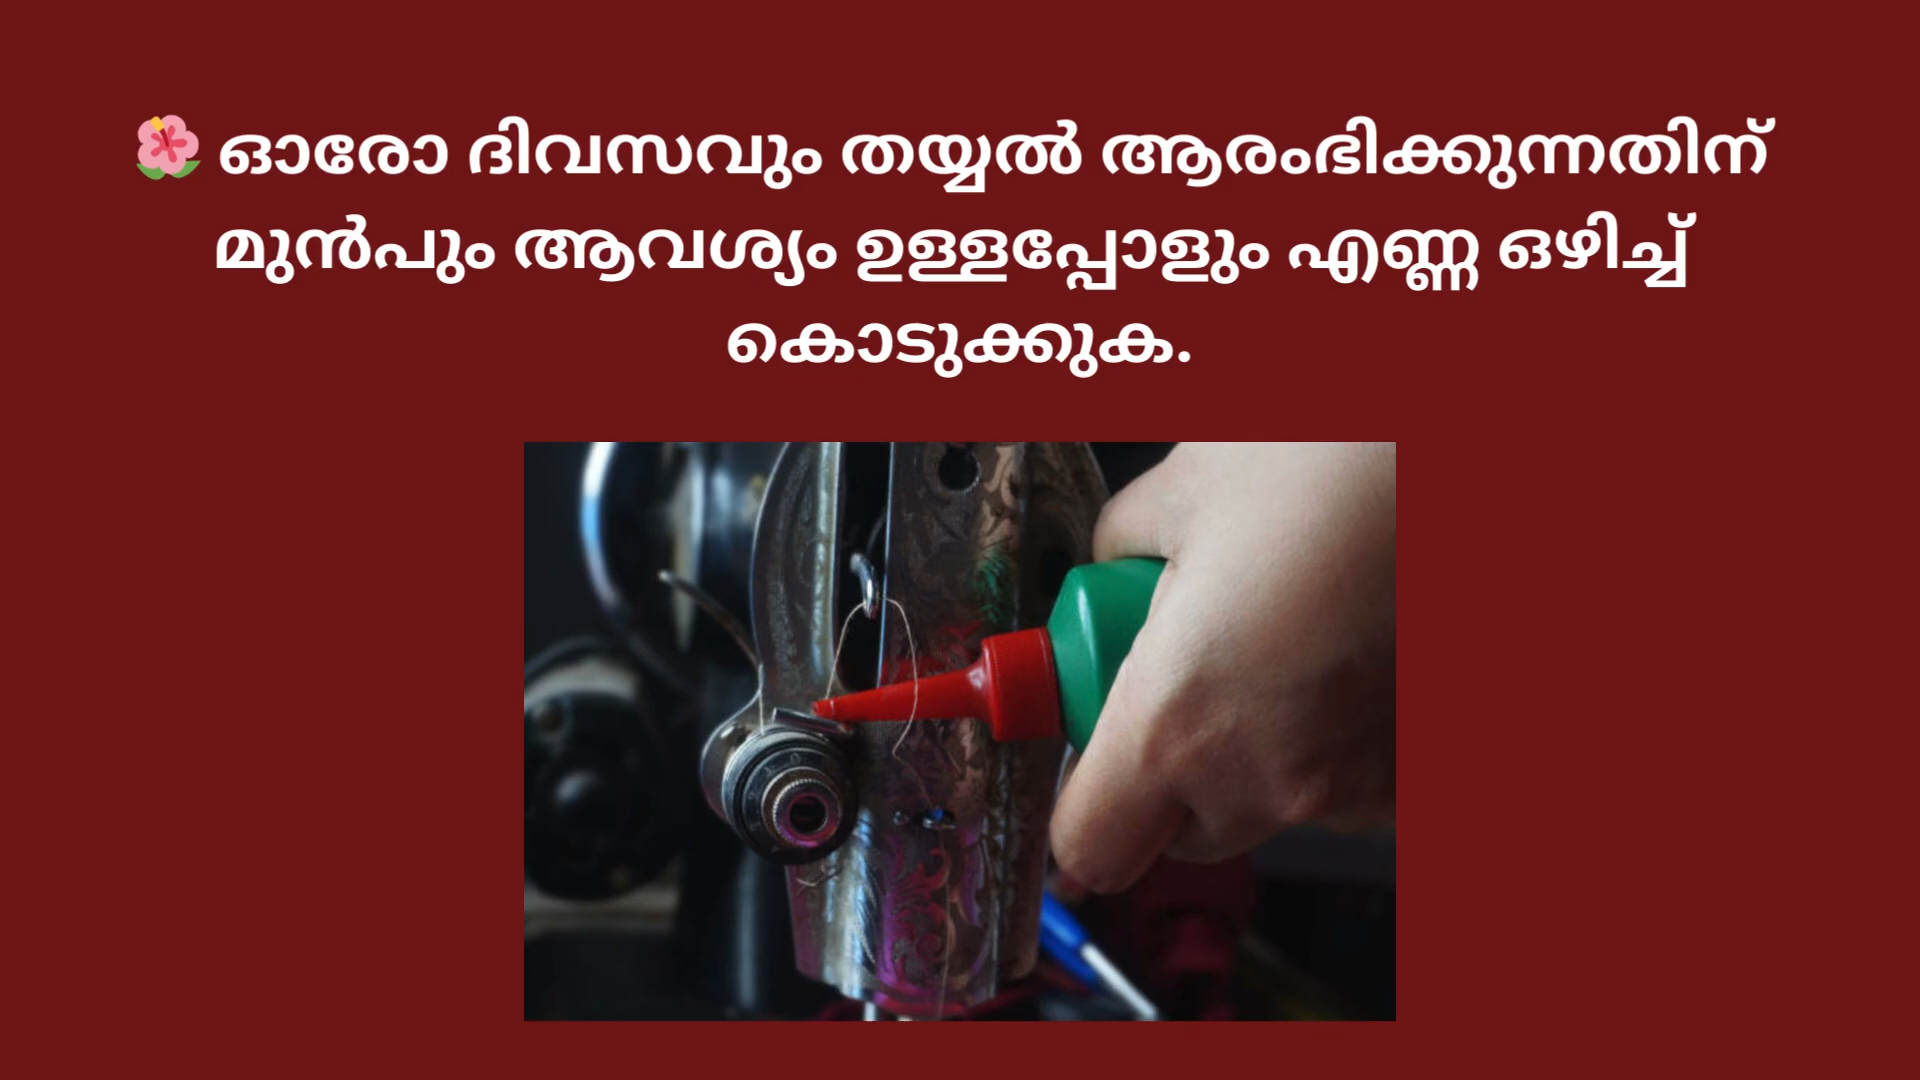 🌺 ഓരോ ദിവസവും തയ്യൽ ആരംഭിക്കുന്നതിന്
മുൻപും ആവശ്യം ഉള്ളപ്പോളും എണ്ണ ഒഴിച്ച്
കൊടുക്കുക.